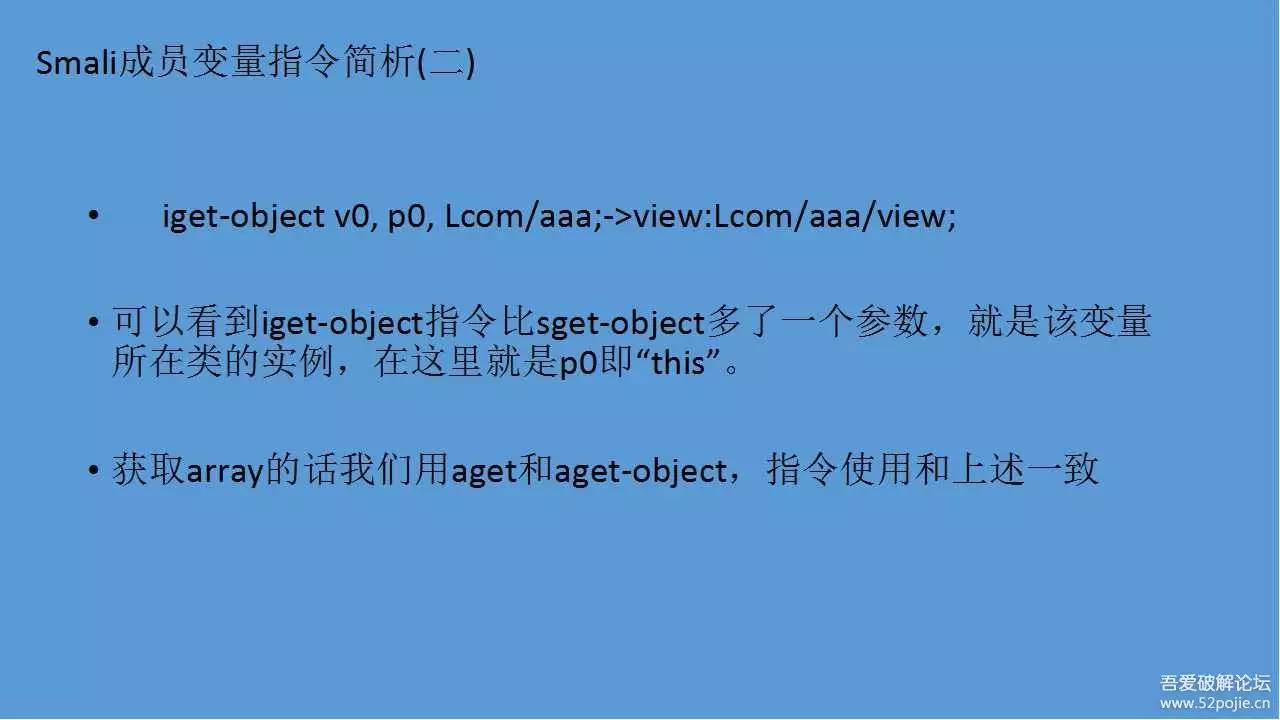 Smali成员变量指令简析(二)
• iget-object v0, p0, Lcom/aaa;->view:Lcom/aaa/view;
• 可以看到iget-object指令比sget-object多了一个参数，就是该变量
所在类的实例，在这里就是p0即“this”。
• 获取array的话我们用aget和aget-object，指令使用和上述一致
吾爱破解论坛
www.52pojie.cn